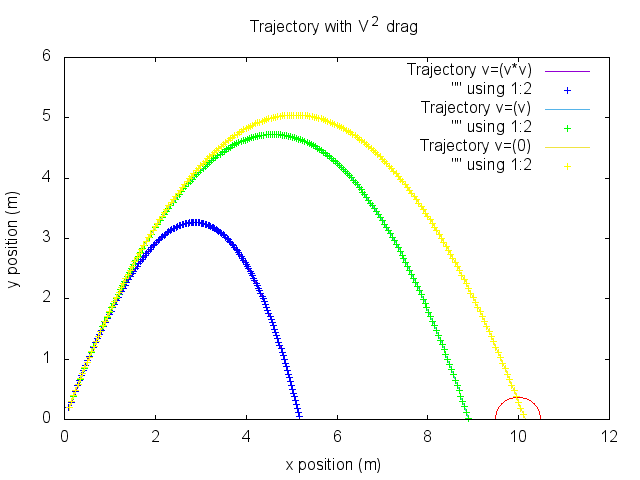 Trajectory with V2 drag
6
5
4
3
2
1
0
y position (m)
Trajectory v=(v*v)
"" using 1:2
Trajectory v=(v)
"" using 1:2
Trajectory v=(0)
"" using 1:2
0 2 4 6 8 10 12
x position (m)